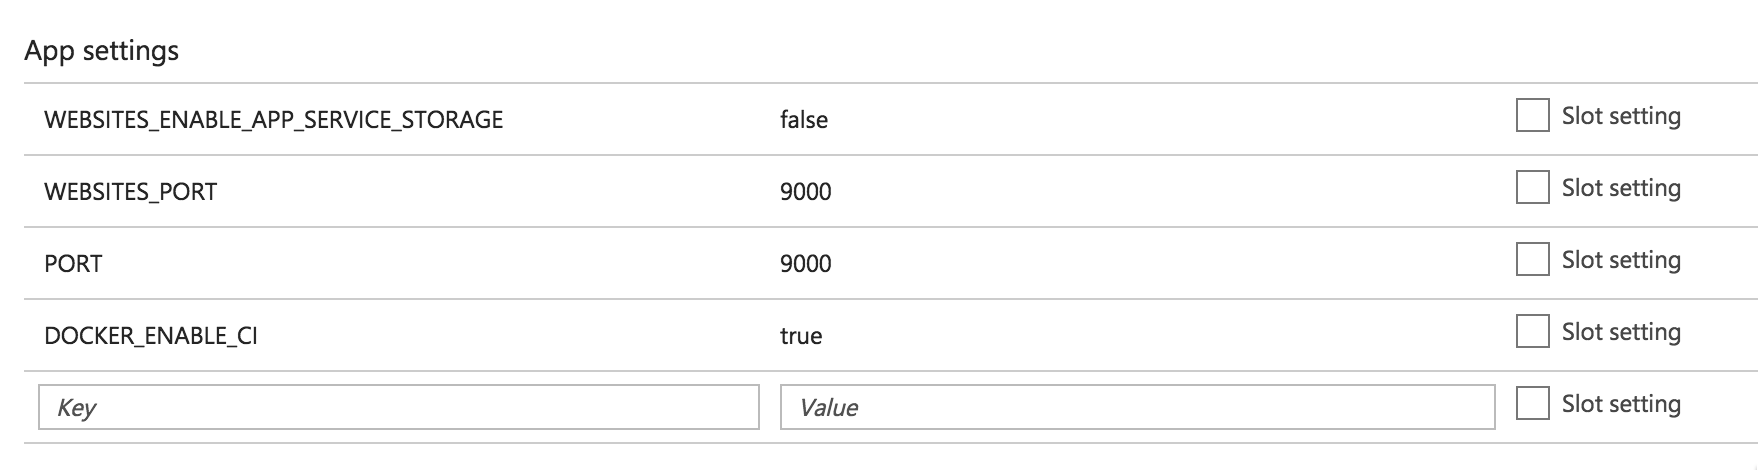 App settings
WEBSITES_ENABLE_APP_SERVICE_STORAGE false Slot setting
WEBSITES_PORT 9000 Slot setting
PORT 9000 Slot setting
DOCKER_ENABLE_CI true Slot setting
Key Value Slot setting